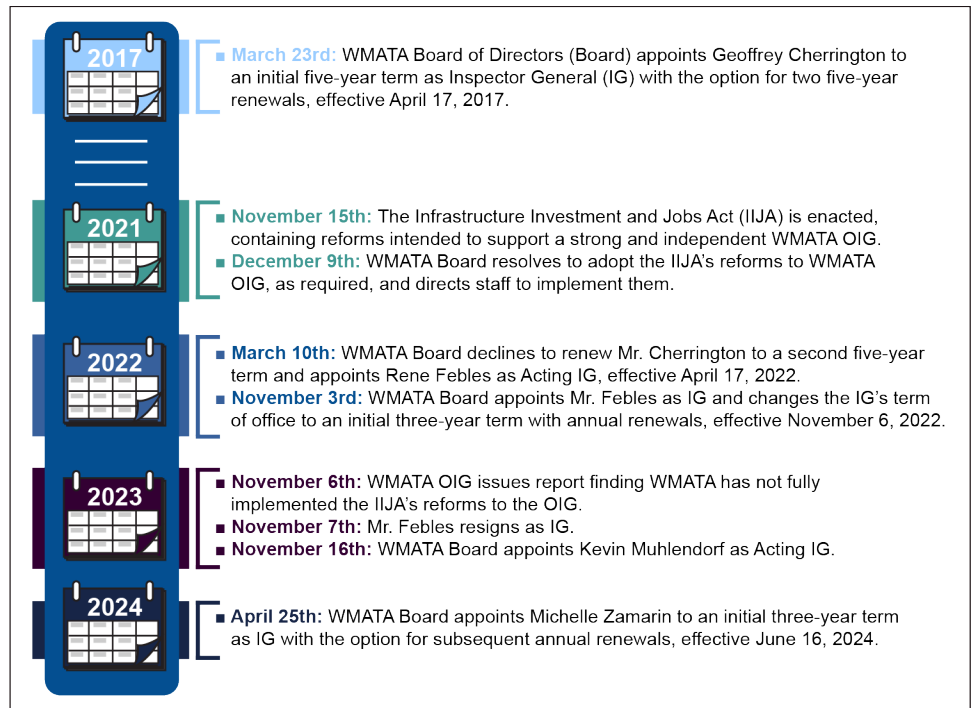 2017
■ March 23rd: WMATA Board of Directors (Board) appoints Geoffrey Cherrington to
an initial five-year term as Inspector General (IG) with the option for two five-year
renewals, effective April 17, 2017.
2021
■ November 15th: The Infrastructure Investment and Jobs Act (IIJA) is enacted,
containing reforms intended to support a strong and independent WMATA OIG.
■ December 9th: WMATA Board resolves to adopt the IIJA's reforms to WMATA
OIG, as required, and directs staff to implement them.
2022
■ March 10th: WMATA Board declines to renew Mr. Cherrington to a second five-year
term and appoints Rene Febles as Acting IG, effective April 17, 2022.
■ November 3rd: WMATA Board appoints Mr. Febles as IG and changes the IG's term
of office to an initial three-year term with annual renewals, effective November 6, 2022.
2023
■ November 6th: WMATA OIG issues report finding WMATA has not fully
implemented the IIJA's reforms to the OIG.
■ November 7th: Mr. Febles resigns as IG.
■ November 16th: WMATA Board appoints Kevin Muhlendorf as Acting IG.
2024
■ April 25th: WMATA Board appoints Michelle Zamarin to an initial three-year term
as IG with the option for subsequent annual renewals, effective June 16, 2024.